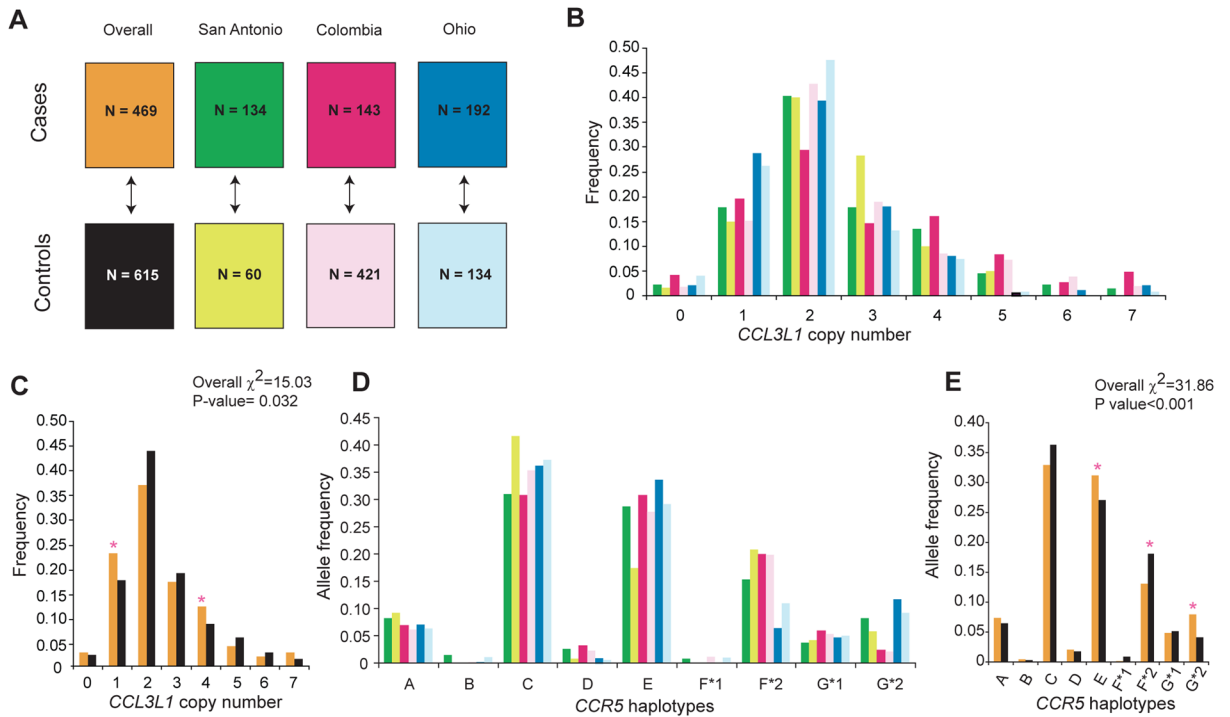 A
Overall San Antonio Colombia Ohio
Cases
N = 469 N = 134 N = 143 N = 192
Controls
N = 615 N = 60 N = 421 N = 134
B
Frequency
0.50
0.45
0.40
0.35
0.30
0.25
0.20
0.15
0.10
0.05
0
0 1 2 3 4 5 6 7
CCL3L1 copy number
C
Overall χ²=15.03
P-value= 0.032
Frequency
0.50
0.45
0.40
0.35
0.30
0.25
0.20
0.15
0.10
0.05
0
* *
0 1 2 3 4 5 6 7
CCL3L1 copy number
D
Allele frequency
0.45
0.40
0.35
0.30
0.25
0.20
0.15
0.10
0.05
0
A B C D E F*1 F*2 G*1 G*2
CCR5 haplotypes
E
Overall χ²=31.86
P value<0.001
Allele frequency
0.40
0.35
0.30
0.25
0.20
0.15
0.10
0.05
0
* * *
A B C D E F*1 F*2 G*1 G*2
CCR5 haplotypes